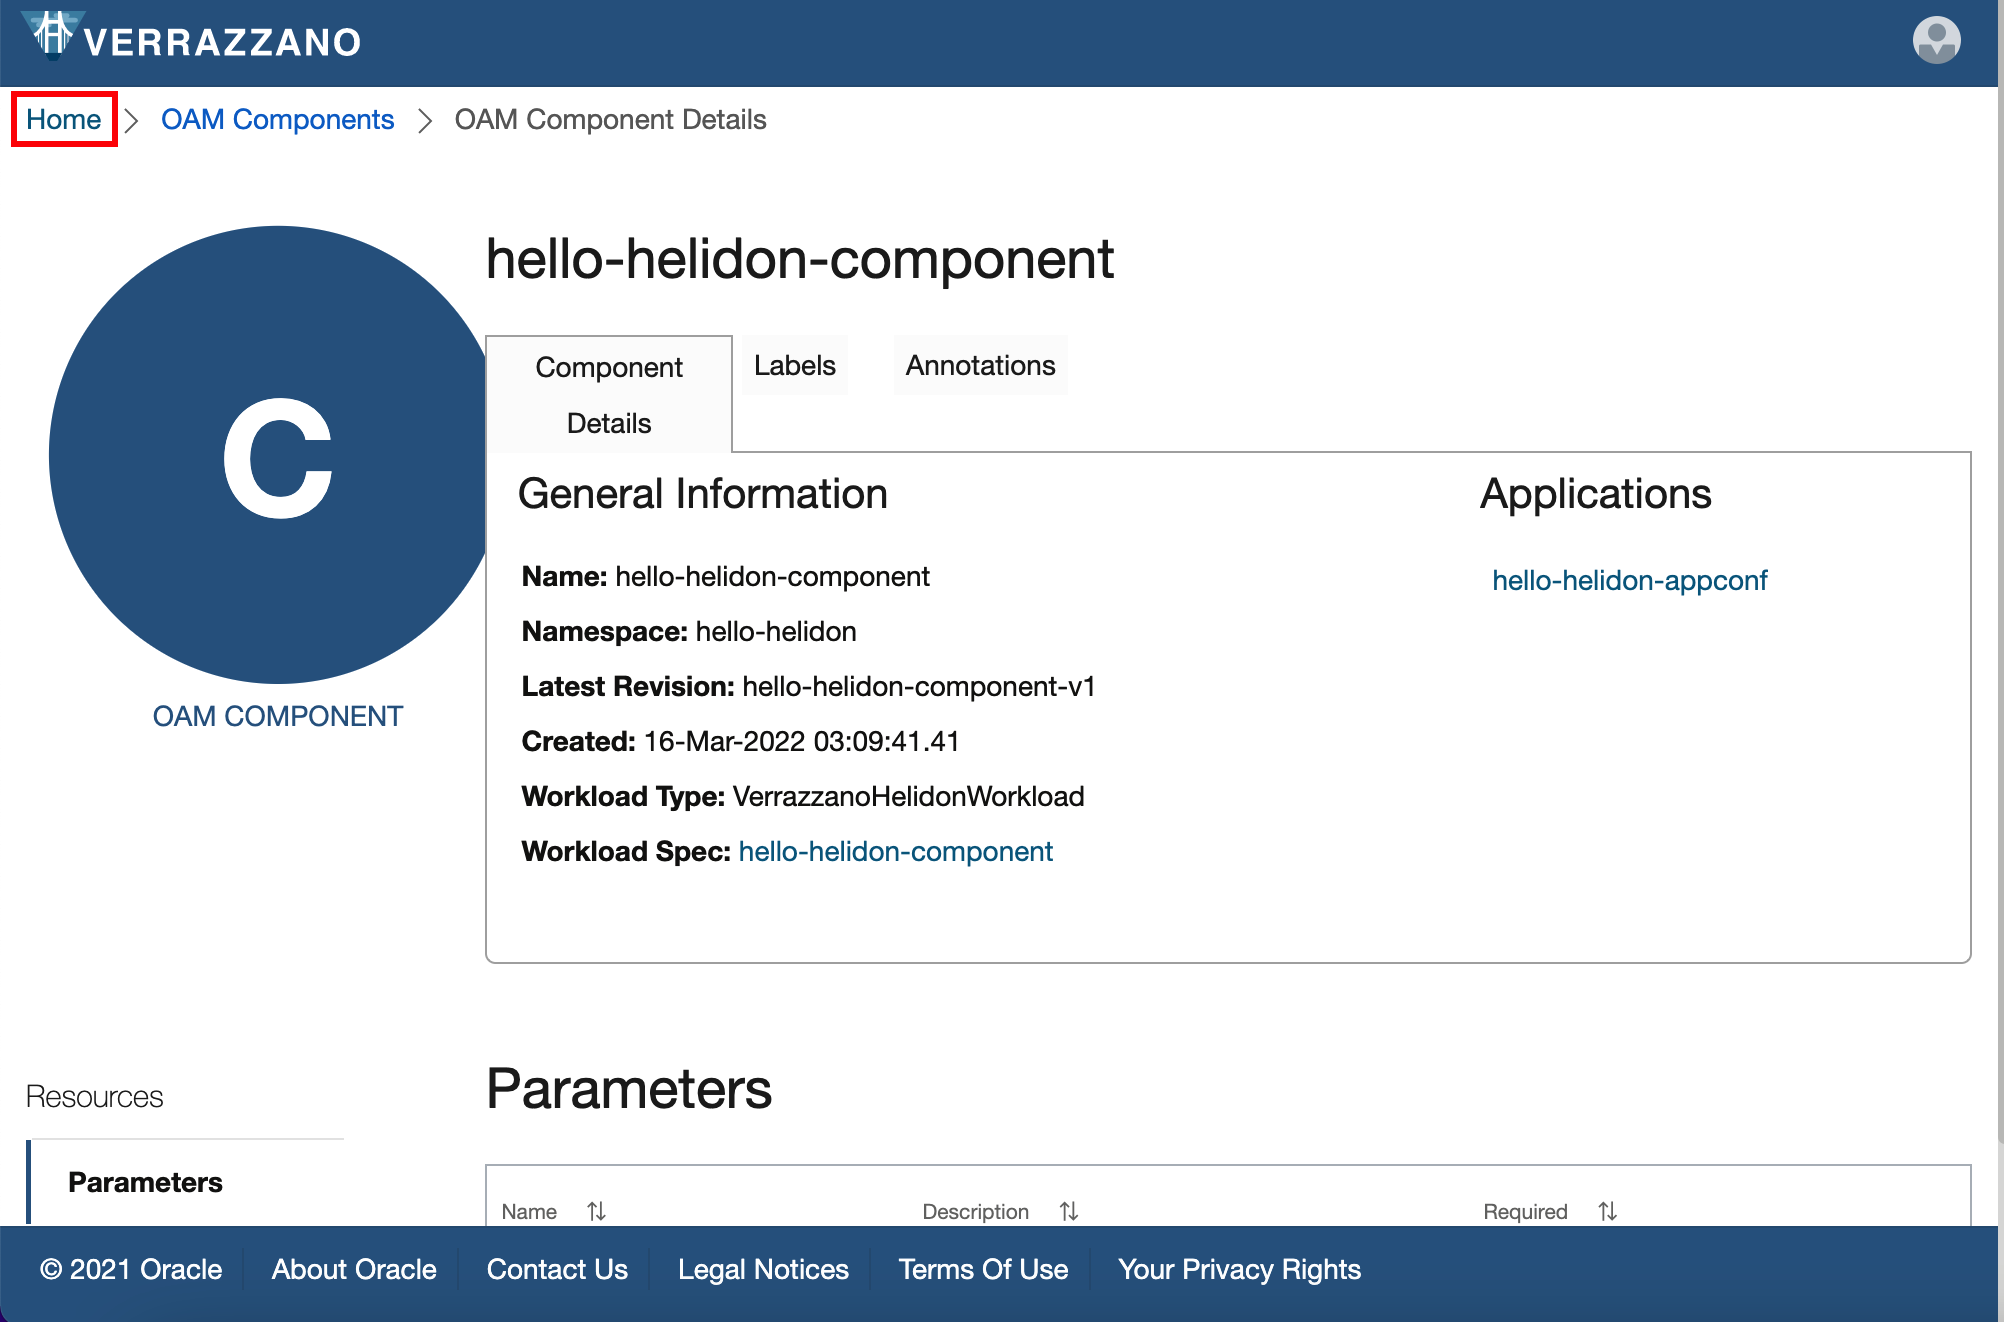 VERRAZZANO
Home > OAM Components > OAM Component Details
hello-helidon-component
C
OAM COMPONENT
Component
Details
Labels
Annotations
General Information
Name: hello-helidon-component
Namespace: hello-helidon
Latest Revision: hello-helidon-component-v1
Created: 16-Mar-2022 03:09:41.41
Workload Type: VerrazzanoHelidonWorkload
Workload Spec: hello-helidon-component
Applications
hello-helidon-appconf
Resources
Parameters
Parameters
Name Description Required
© 2021 Oracle About Oracle Contact Us Legal Notices Terms Of Use Your Privacy Rights